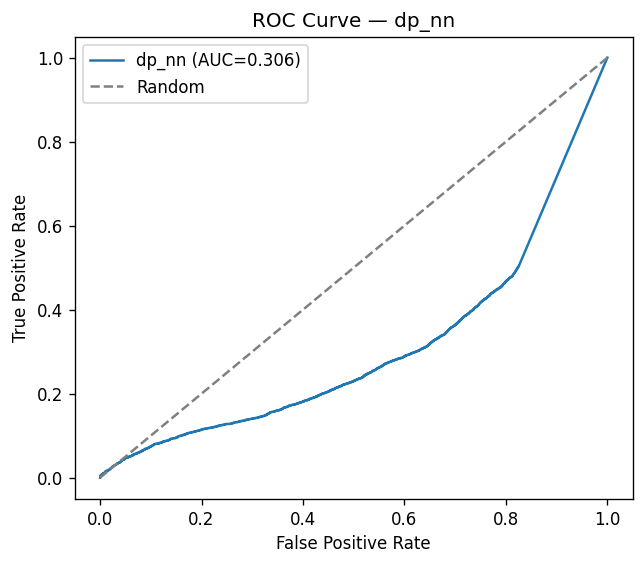 ROC Curve — dp_nn
dp_nn (AUC=0.306)
Random
1.0
0.8
0.6
0.4
0.2
0.0
True Positive Rate
0.0 0.2 0.4 0.6 0.8 1.0
False Positive Rate